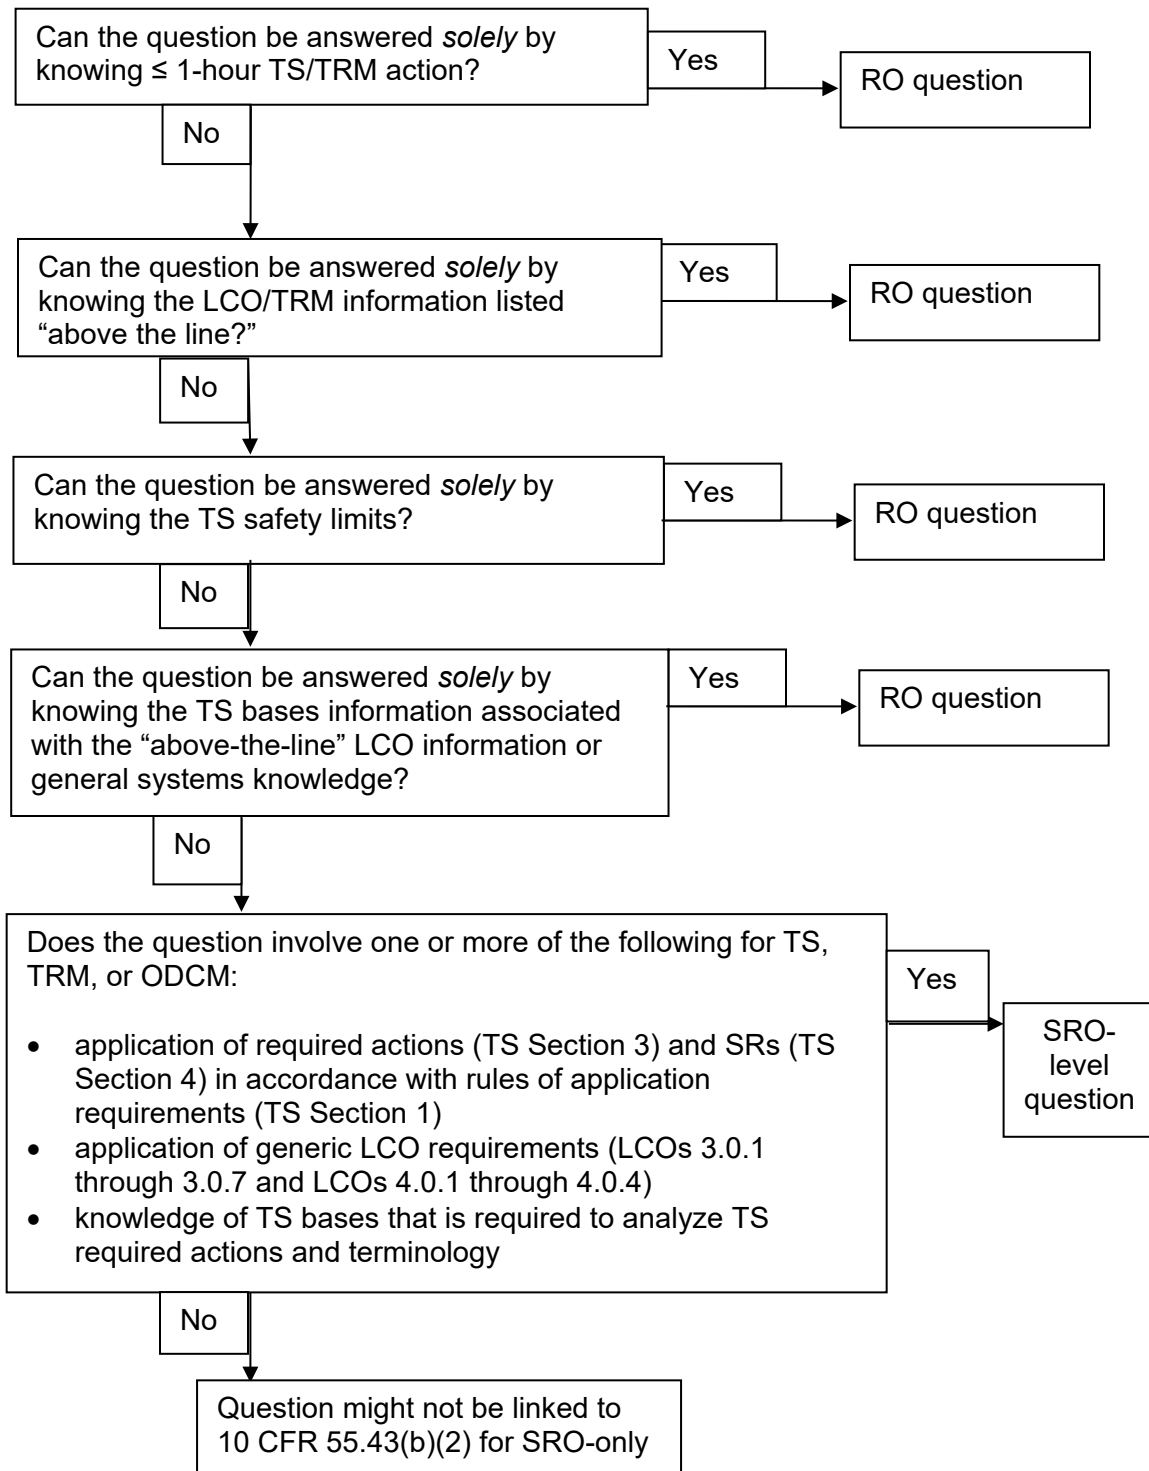 Can the question be answered solely by
knowing ≤ 1-hour TS/TRM action?
Yes
RO question
No
Can the question be answered solely by
knowing the LCO/TRM information listed
“above the line?”
Yes
RO question
No
Can the question be answered solely by
knowing the TS safety limits?
Yes
RO question
No
Can the question be answered solely by
knowing the TS bases information associated
with the “above-the-line” LCO information or
general systems knowledge?
Yes
RO question
No
Does the question involve one or more of the following for TS,
TRM, or ODCM:
• application of required actions (TS Section 3) and SRs (TS
Section 4) in accordance with rules of application
requirements (TS Section 1)
• application of generic LCO requirements (LCOs 3.0.1
through 3.0.7 and LCOs 4.0.1 through 4.0.4)
• knowledge of TS bases that is required to analyze TS
required actions and terminology
Yes
SRO-
level
question
No
Question might not be linked to
10 CFR 55.43(b)(2) for SRO-only